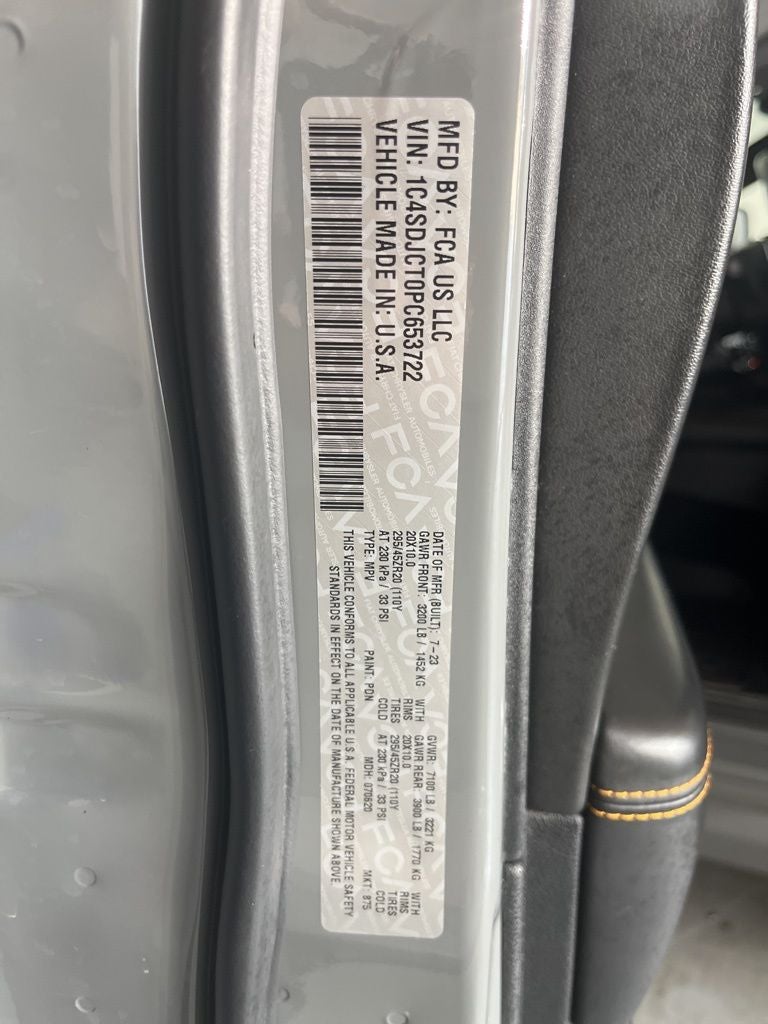 MFD BY: FCA US LLC
VIN: 1C4SDJCT0PC653722
VEHICLE MADE IN: U.S.A.
DATE OF MFR (BUILT): 7-23 GVWR: 7100 LB / 3221 KG
GAWR FRONT: 3200 LB / 1452 KG WITH GAWR REAR: 3900 LB / 1770 KG WITH
20X10.0 RIMS 20X10.0 RIMS
295/45ZR20 (110Y TIRES 295/45ZR20 (110Y TIRES
AT 230 kPa / 33 PSI COLD AT 230 kPa / 33 PSI COLD
TYPE: MPV PAINT: PDN MDH: 070620 MKT: 875
THIS VEHICLE CONFORMS TO ALL APPLICABLE U.S.A. FEDERAL MOTOR VEHICLE SAFETY
STANDARDS IN EFFECT ON THE DATE OF MANUFACTURE SHOWN ABOVE.